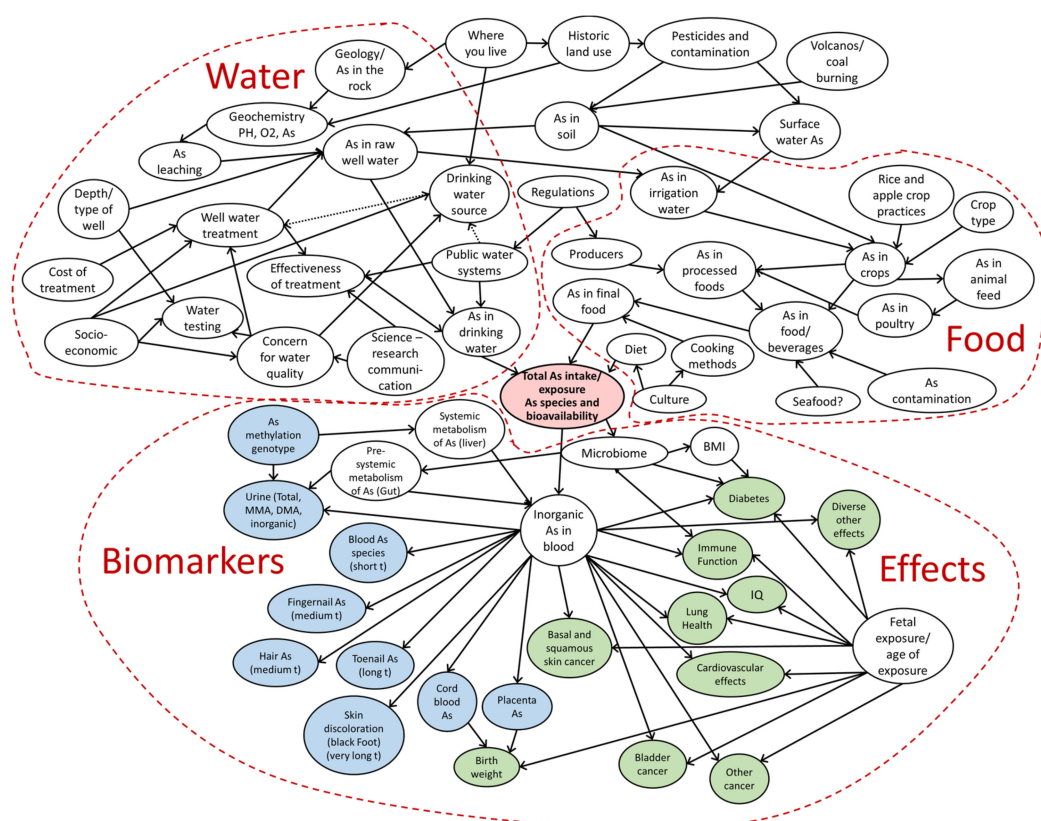 Where
you live
Historic
land use
Pesticides and
contamination
Volcanos/
coal
burning
Geology/
As in the
rock
Water
Geochemistry
PH, O2, As
As in
soil
Surface
water As
As
leaching
As in raw
well water
Drinking
water
source
Regulations
As in
irrigation
water
Rice and
apple crop
practices
Crop
type
Depth/
type of
well
Well water
treatment
Cost of
treatment
Effectiveness
of treatment
Public water
systems
Producers
As in
processed
foods
As in
crops
As in
animal
feed
As in final
food
As in
poultry
Water
testing
As in
drinking
water
As in
food/
beverages
Food
Socio-
economic
Concern
for water
quality
Science –
research
communi-
cation
Diet
Cooking
methods
Total As intake/
exposure
As species and
bioavailability
Culture
Seafood?
As
contamination
As
methylation
genotype
Systemic
metabolism
of As (liver)
Pre-
systemic
metabolism
of As (Gut)
Microbiome
BMI
Urine (Total,
MMA, DMA,
inorganic)
Diabetes
Inorganic
As in
blood
Diverse
other
effects
Biomarkers
Blood As
species
(short t)
Immune
Function
Effects
Fingernail As
(medium t)
IQ
Lung
Health
Basal and
squamous
skin cancer
Fetal
exposure/
age of
exposure
Hair As
(medium t)
Toenail As
(long t)
Cardiovascular
effects
Cord
blood
As
Placenta
As
Skin
discoloration
(black Foot)
(very long t)
Birth
weight
Bladder
cancer
Other
cancer